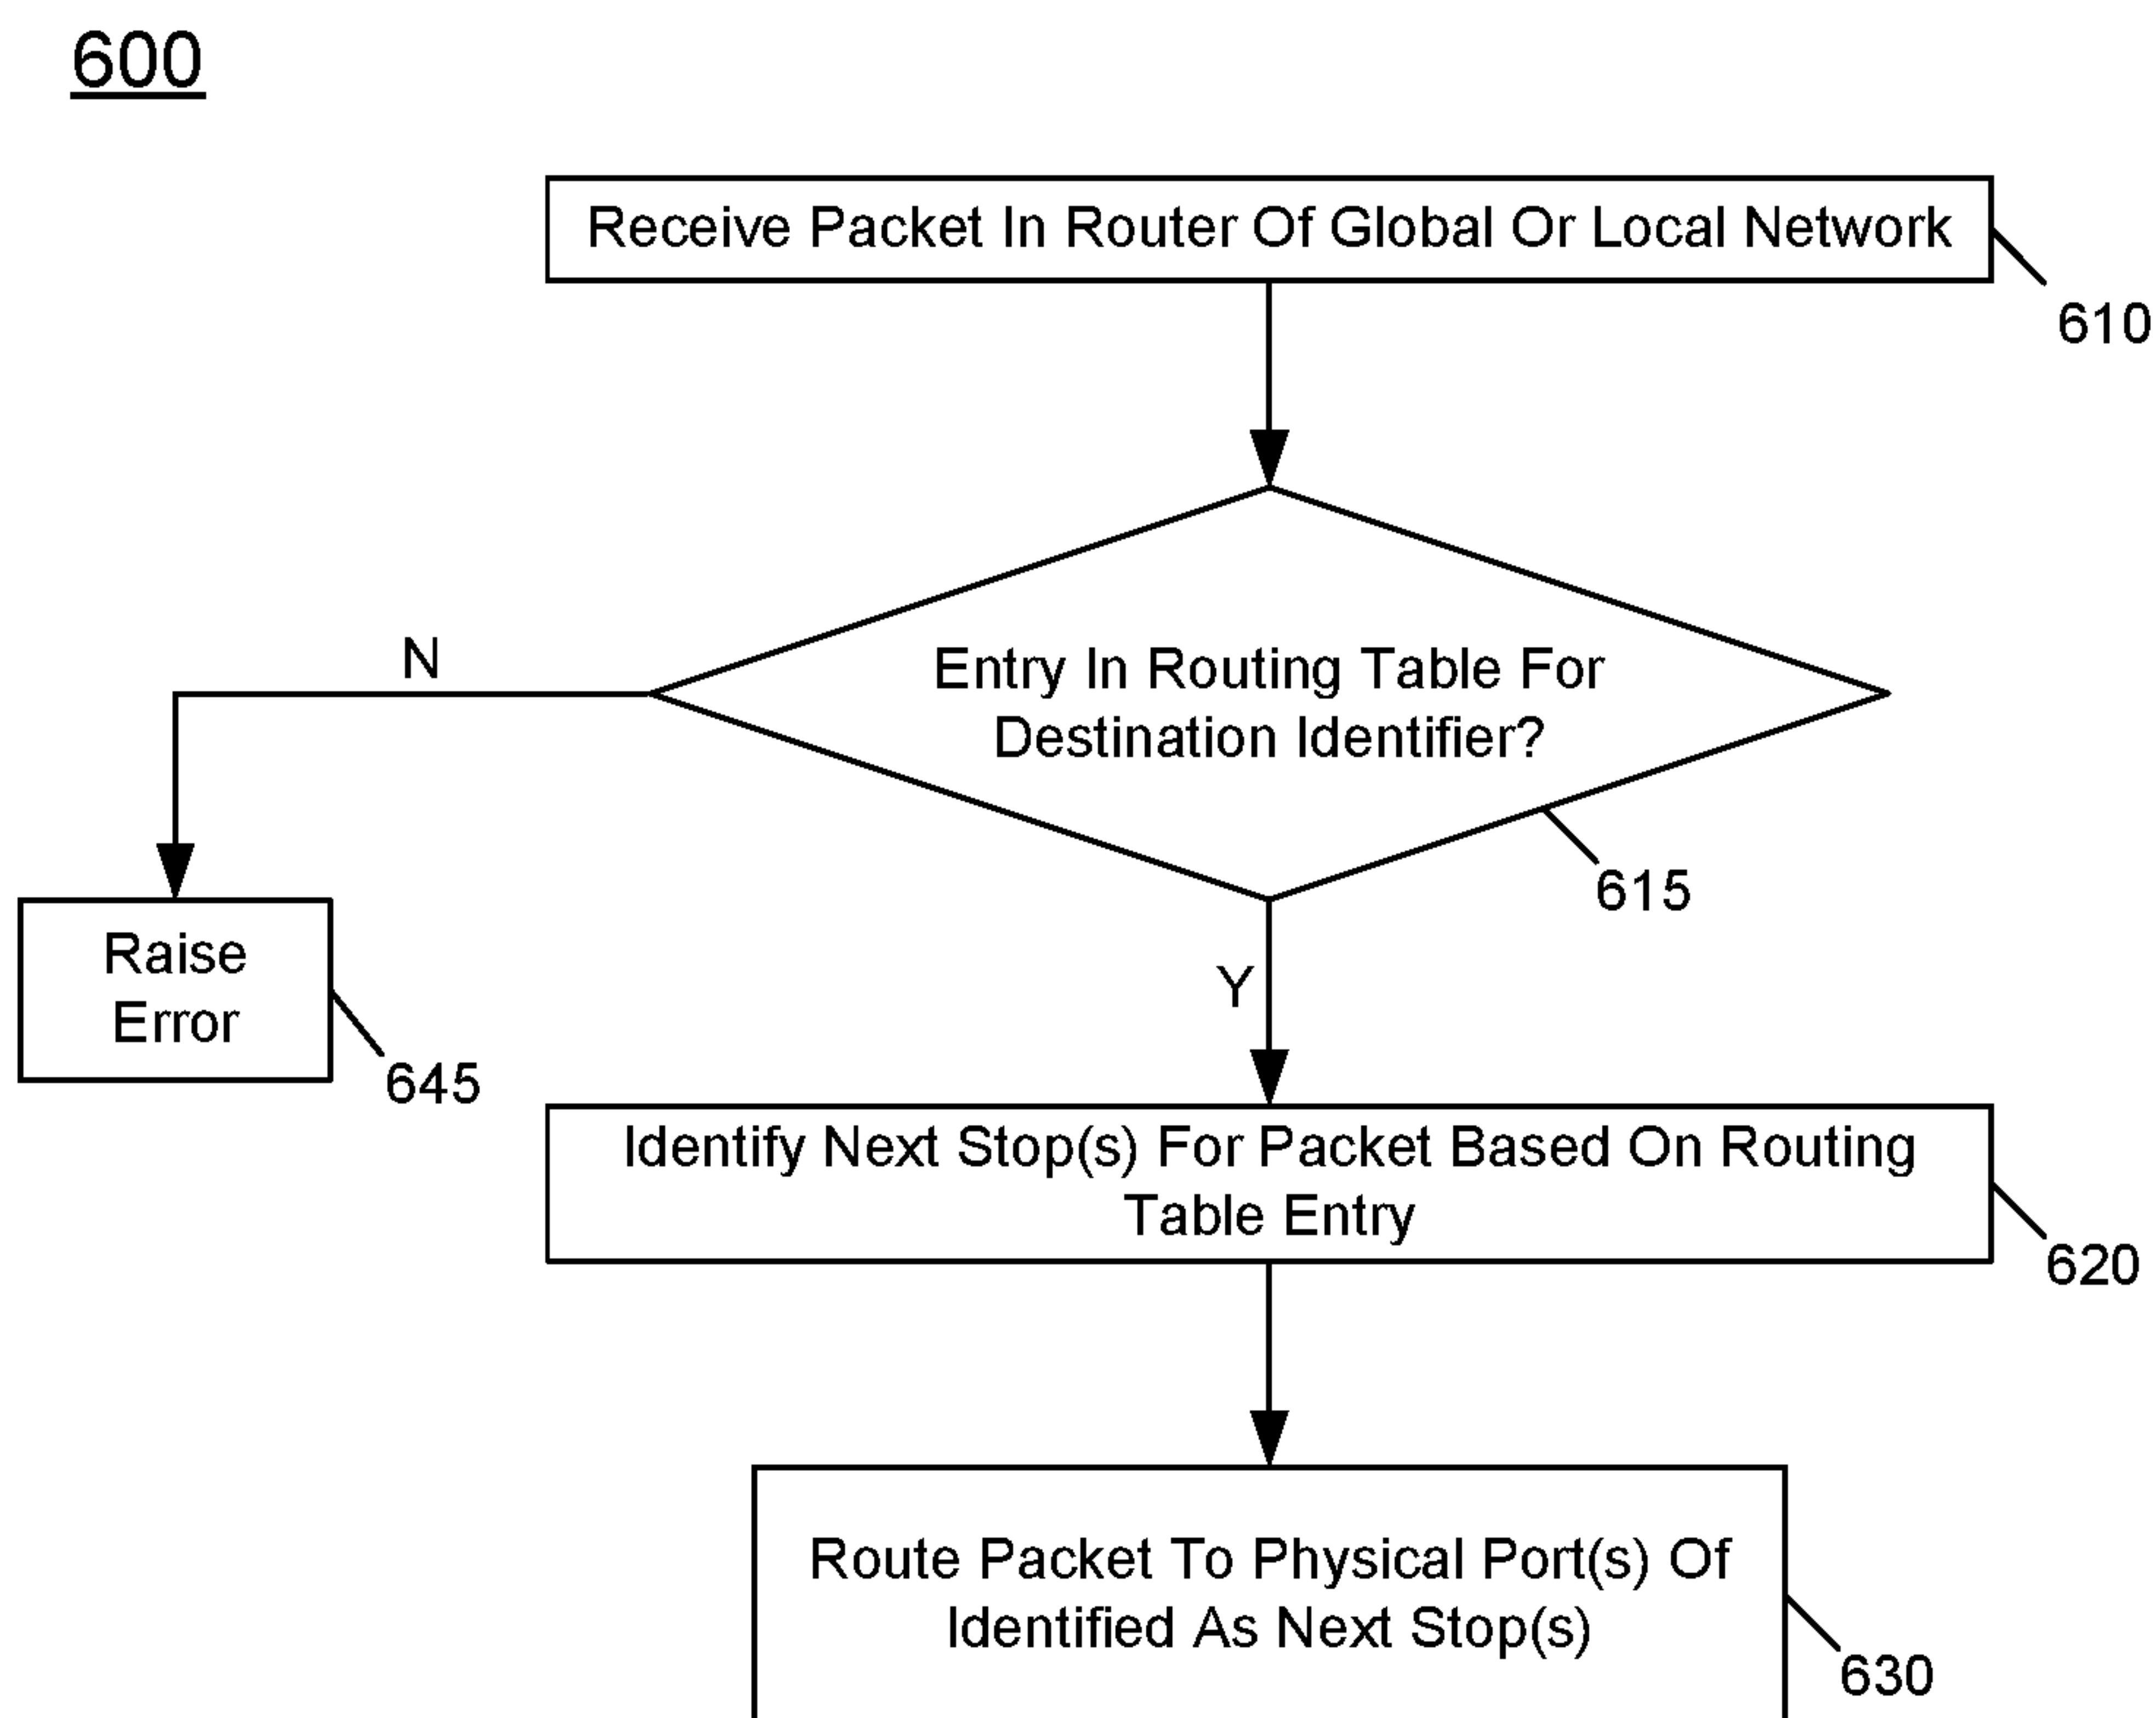 600
Receive Packet In Router Of Global Or Local Network
610
N
Entry In Routing Table For
Destination Identifier?
615
Raise
Error
645
Y
Identify Next Stop(s) For Packet Based On Routing
Table Entry
620
Route Packet To Physical Port(s) Of
Identified As Next Stop(s)
630